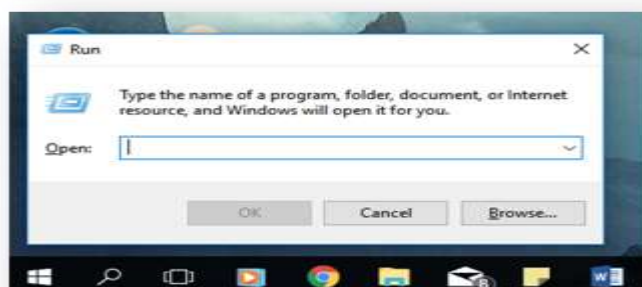 Run
Type the name of a program, folder, document, or Internet
resource, and Windows will open it for you.
Open:
OK
Cancel
Browse...